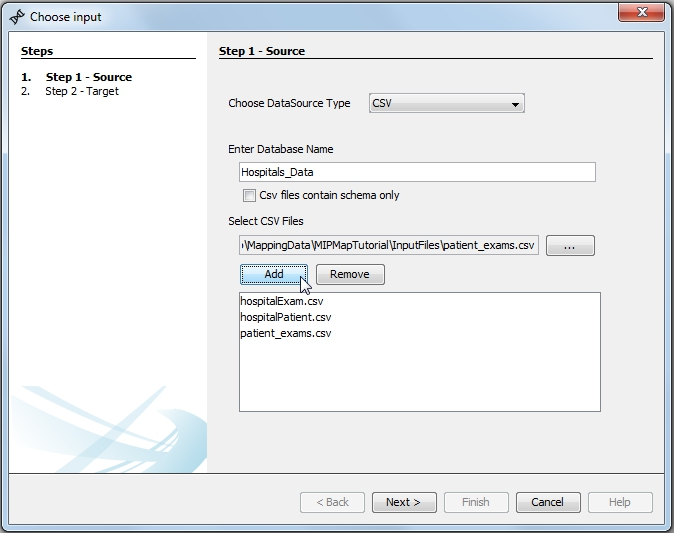 Choose input
Steps
1. Step 1 - Source
2. Step 2 - Target
Step 1 - Source
Choose DataSource Type CSV
Enter Database Name
Hospitals_Data
Csv files contain schema only
Select CSV Files
\MappingData\MIPMapTutorial\InputFiles\patient_exams.csv ...
Add Remove
hospitalExam.csv
hospitalPatient.csv
patient_exams.csv
< Back Next > Finish Cancel Help